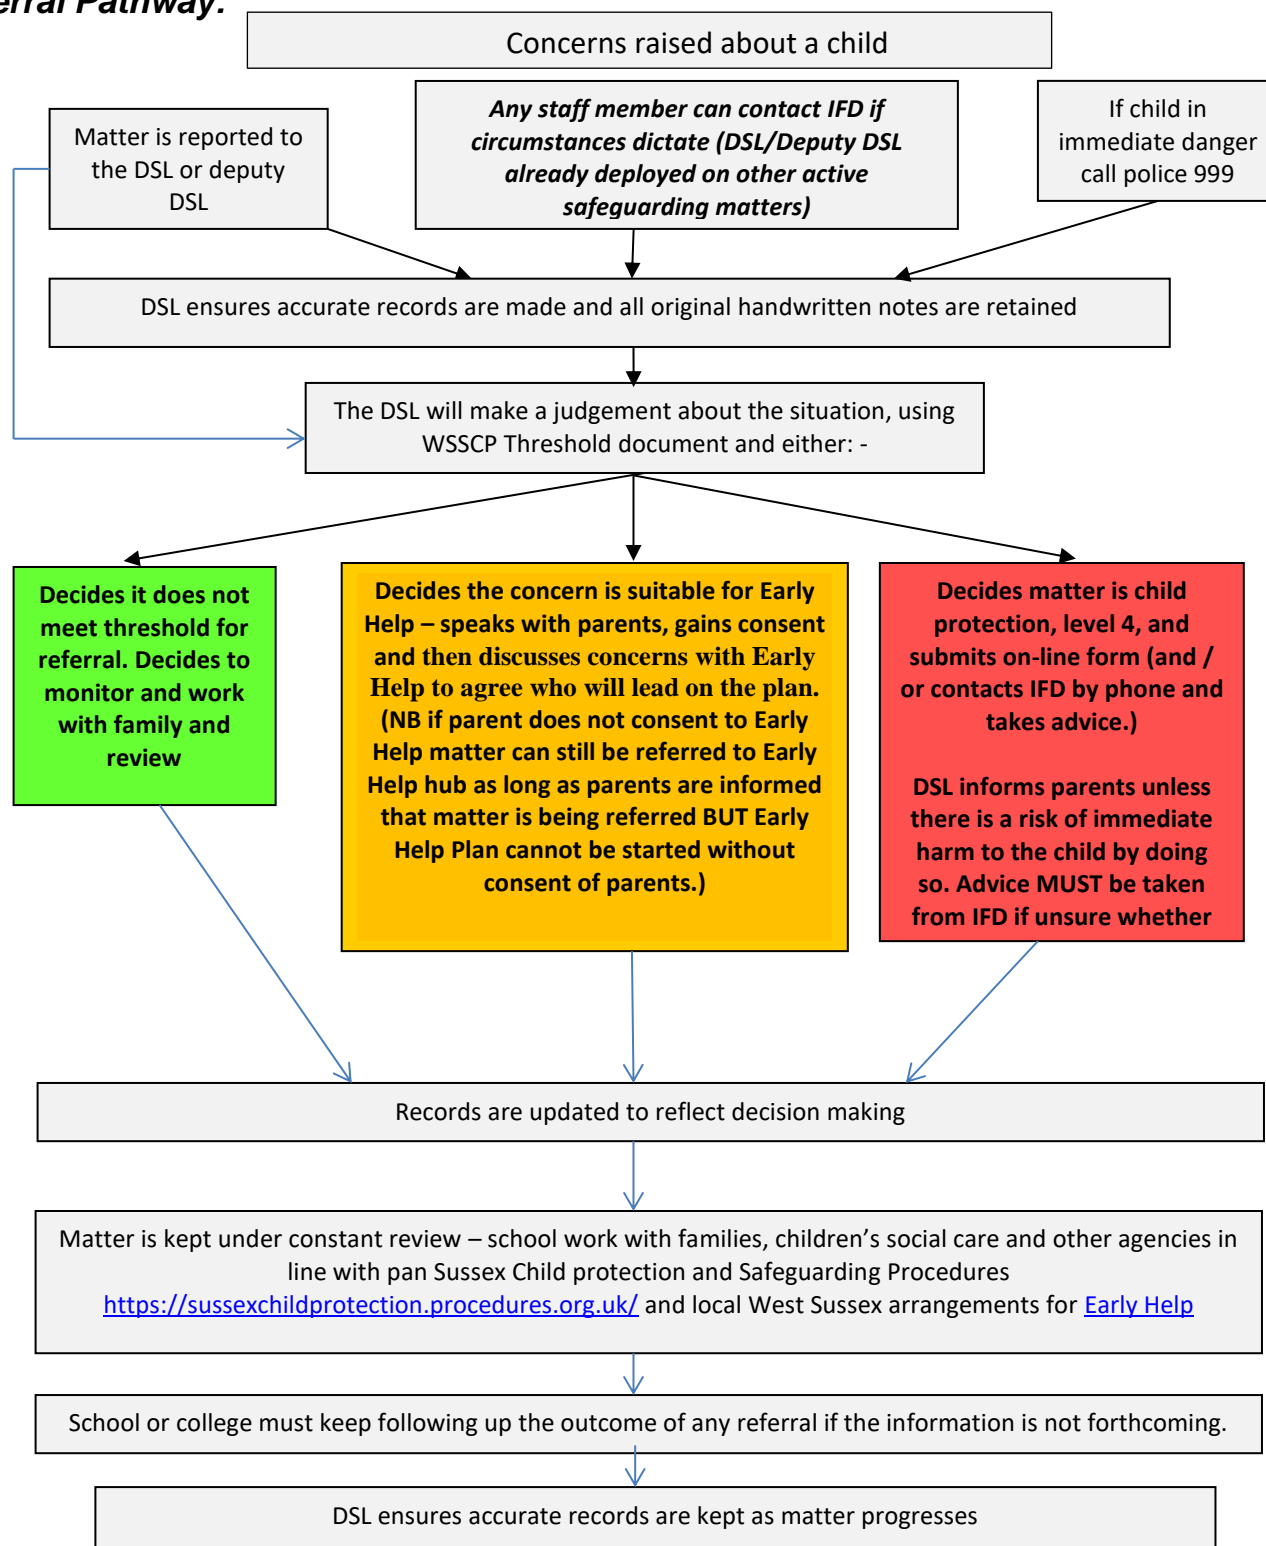 erral Pathway:
Concerns raised about a child
Matter is reported to
the DSL or deputy
DSL
Any staff member can contact IFD if
circumstances dictate (DSL/Deputy DSL
already deployed on other active
safeguarding matters)
If child in
immediate danger
call police 999
DSL ensures accurate records are made and all original handwritten notes are retained
The DSL will make a judgement about the situation, using
WSSCP Threshold document and either: -
Decides it does not
meet threshold for
referral. Decides to
monitor and work
with family and
review
Decides the concern is suitable for Early
Help – speaks with parents, gains consent
and then discusses concerns with Early
Help to agree who will lead on the plan.
(NB if parent does not consent to Early
Help matter can still be referred to Early
Help hub as long as parents are informed
that matter is being referred BUT Early
Help Plan cannot be started without
consent of parents.)
Decides matter is child
protection, level 4, and
submits on-line form (and /
or contacts IFD by phone and
takes advice.)
DSL informs parents unless
there is a risk of immediate
harm to the child by doing
so. Advice MUST be taken
from IFD if unsure whether
Records are updated to reflect decision making
Matter is kept under constant review – school work with families, children’s social care and other agencies in
line with pan Sussex Child protection and Safeguarding Procedures
https://sussexchildprotection.procedures.org.uk/ and local West Sussex arrangements for Early Help
School or college must keep following up the outcome of any referral if the information is not forthcoming.
DSL ensures accurate records are kept as matter progresses